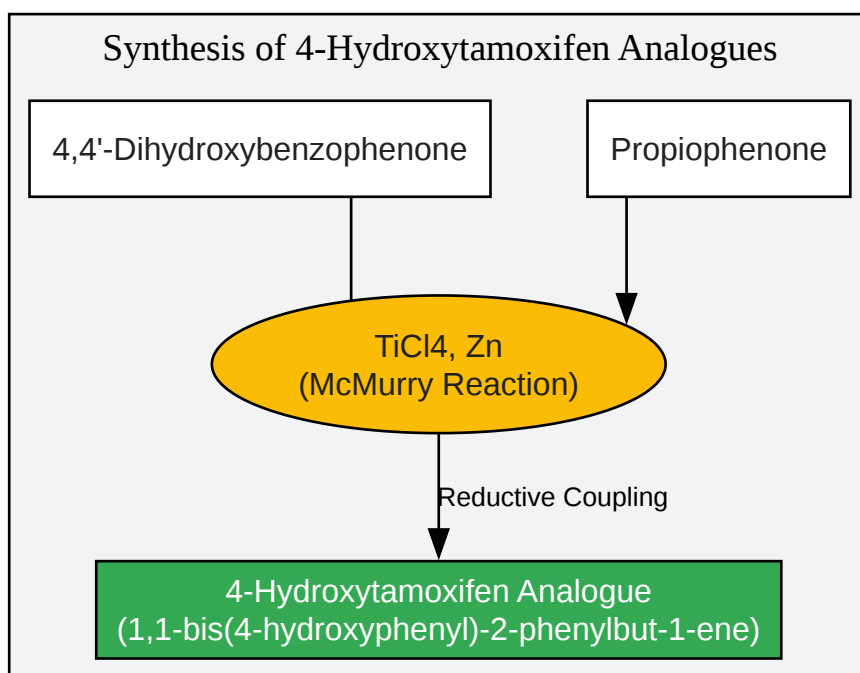 Synthesis of 4-Hydroxytamoxifen Analogues
4,4'-Dihydroxybenzophenone
Propiophenone
TiCl4, Zn
(McMurry Reaction)
Reductive Coupling
4-Hydroxytamoxifen Analogue
(1,1-bis(4-hydroxyphenyl)-2-phenylbut-1-ene)